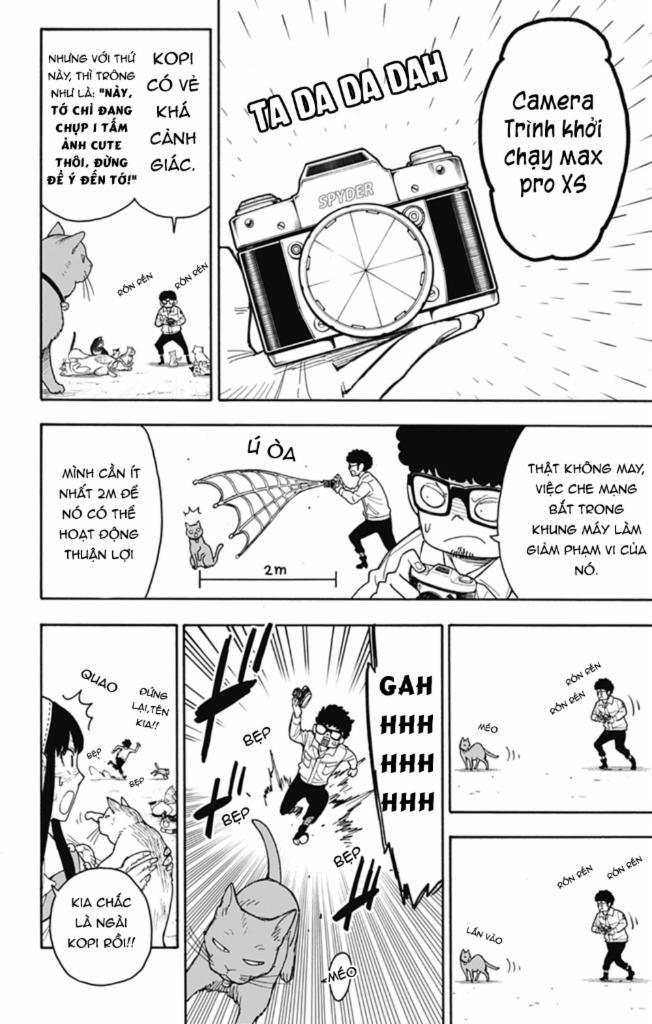 Camera
Trình khởi
chạy max
pro XS
TA DA DA DAH
SPYDER
KOPI
CÓ VẺ
KHÁ
CẢNH
GIÁC.
NHƯNG VỚI THỨ
NÀY, THÌ TRÔNG
NHƯ LÀ: "NÀY,
TỚ CHỈ ĐANG
CHỤP 1 TẤM
ẢNH CUTE
THÔI, ĐỪNG
ĐỂ Ý ĐẾN TỚ!"
RÓN RÉN
RÓN RÉN
THẬT KHÔNG MAY,
VIỆC CHE MẠNG
BẮT TRONG
KHUNG MÁY LÀM
GIẢM PHẠM VI CỦA
NÓ.
Ú ÒA
2m
MÌNH CẦN ÍT
NHẤT 2M ĐỂ
NÓ CÓ THỂ
HOẠT ĐỘNG
THUẬN LỢI
RÓN RÉN
RÓN RÉN
MÉO
RÓN RÉN
RÓN RÉN
LẤN VÀO
GAH
HHH
HHH
HHH
BẸP
BẸP
BẸP
BẸP
MÉO
QUAO
ĐỨNG
LẠI,TÊN
KIA!!
BẸP
BẸP
KIA CHẮC
LÀ NGÀI
KOPI RỒI!!